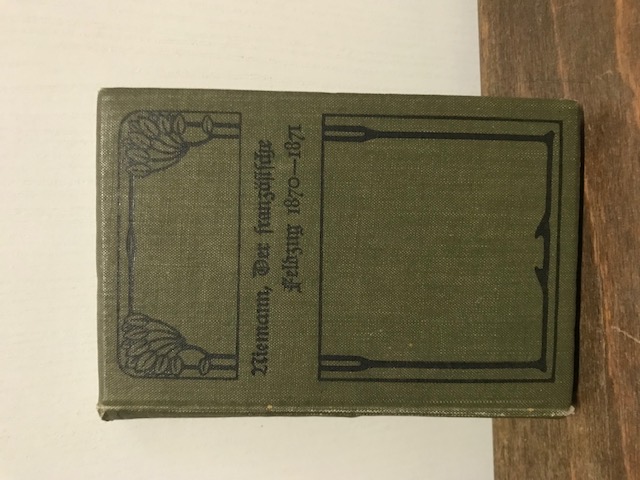 Niemann, Der französische
Feldzug 1870—1871